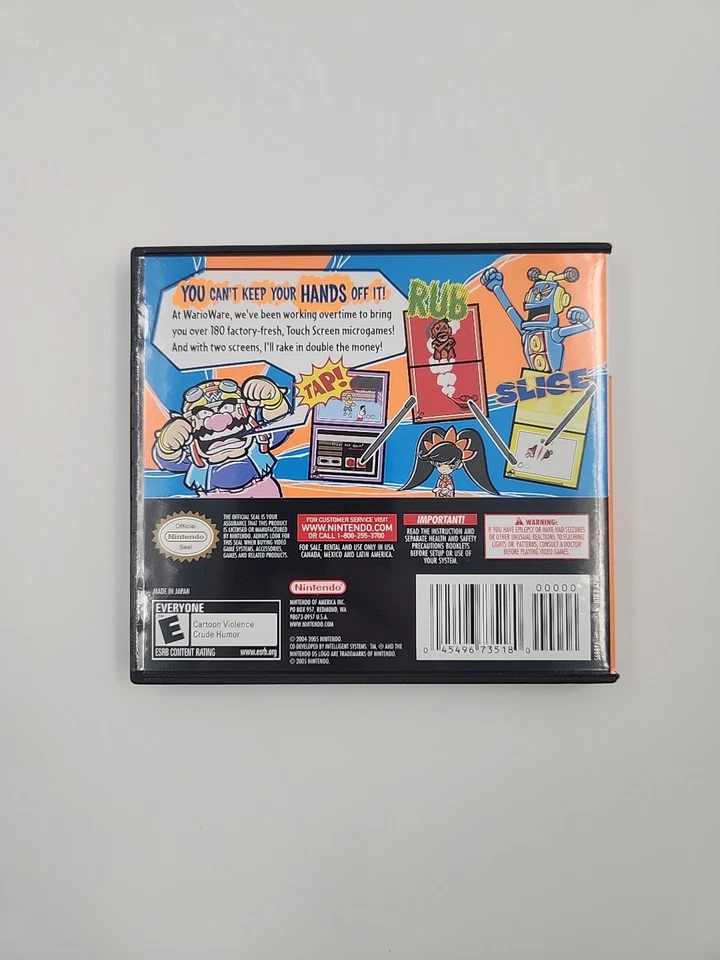 YOU CAN'T KEEP YOUR HANDS OFF IT!
At WarioWare, we've been working overtime to bring
you over 180 factory-fresh, Touch Screen microgames!
And with two screens, I'll rake in double the money!
TAP!
RUB
SLICE
Official
Nintendo
Seal
THE OFFICIAL SEAL IS YOUR
ASSURANCE THAT THIS PRODUCT
IS LICENSED OR MANUFACTURED
BY NINTENDO. ALWAYS LOOK FOR
THIS SEAL WHEN BUYING VIDEO
GAME SYSTEMS, ACCESSORIES,
GAMES AND RELATED PRODUCTS.
FOR CUSTOMER SERVICE VISIT
WWW.NINTENDO.COM
OR CALL 1-800-255-3700
FOR SALE, RENTAL AND USE ONLY IN USA,
CANADA, MEXICO AND LATIN AMERICA.
IMPORTANT!
READ THE INSTRUCTION AND
SEPARATE HEALTH AND SAFETY
PRECAUTIONS BOOKLETS
BEFORE SETUP OR USE OF
YOUR SYSTEM.
WARNING:
IF YOU HAVE EPILEPSY OR HAVE HAD SEIZURES
OR OTHER UNUSUAL REACTIONS TO FLASHING
LIGHTS OR PATTERNS, CONSULT A DOCTOR
BEFORE PLAYING VIDEO GAMES.
MADE IN JAPAN
EVERYONE
E
Cartoon Violence
Crude Humor
ESRB CONTENT RATING www.esrb.org
Nintendo
NINTENDO OF AMERICA INC.
PO BOX 957, REDMOND, WA
98073-0957 U.S.A.
WWW.NINTENDO.COM
© 2004-2005 NINTENDO.
CO-DEVELOPED BY INTELLIGENT SYSTEMS. TM, ® AND THE
NINTENDO DS LOGO ARE TRADEMARKS OF NINTENDO.
© 2005 NINTENDO.
00000
0 45496 73518 0